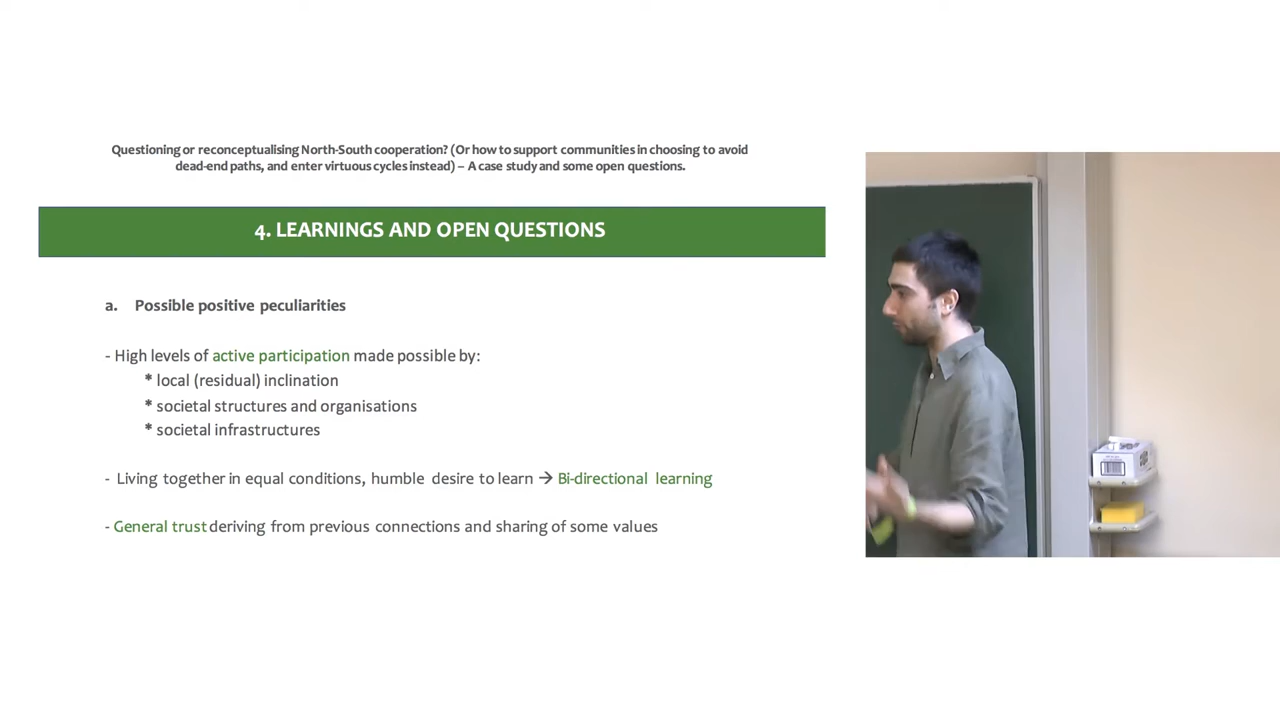 Questioning or reconceptualising North-South cooperation? (Or how to support communities in choosing to avoid
dead-end paths, and enter virtuous cycles instead) – A case study and some open questions.
4. LEARNINGS AND OPEN QUESTIONS
a. Possible positive peculiarities
- High levels of active participation made possible by:
* local (residual) inclination
* societal structures and organisations
* societal infrastructures
- Living together in equal conditions, humble desire to learn → Bi-directional learning
- General trust deriving from previous connections and sharing of some values